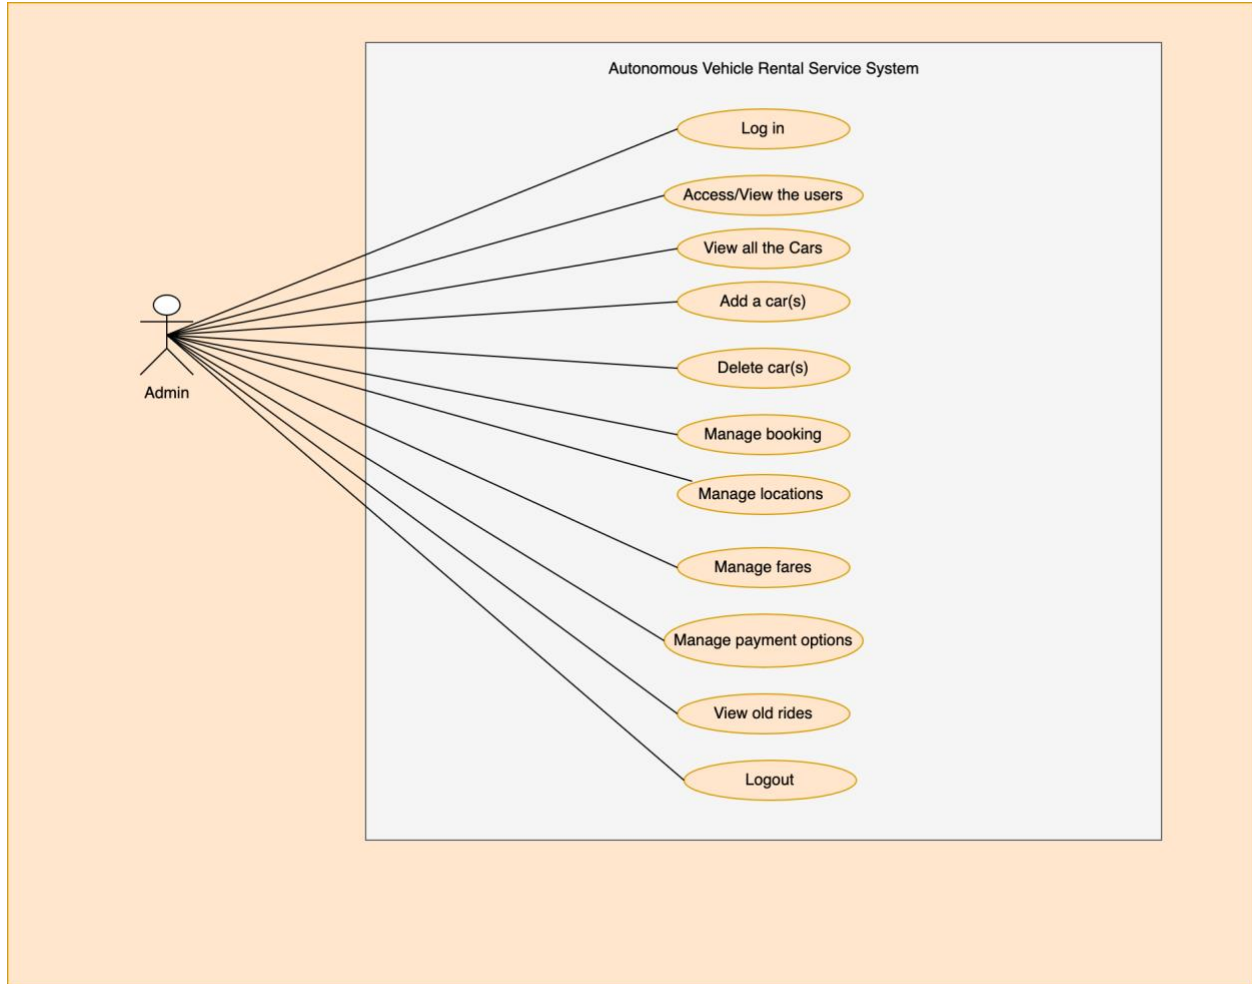 Autonomous Vehicle Rental Service System
Log in
Access/View the users
View all the Cars
Add a car(s)
Delete car(s)
Admin
Manage booking
Manage locations
Manage fares
Manage payment options
View old rides
Logout